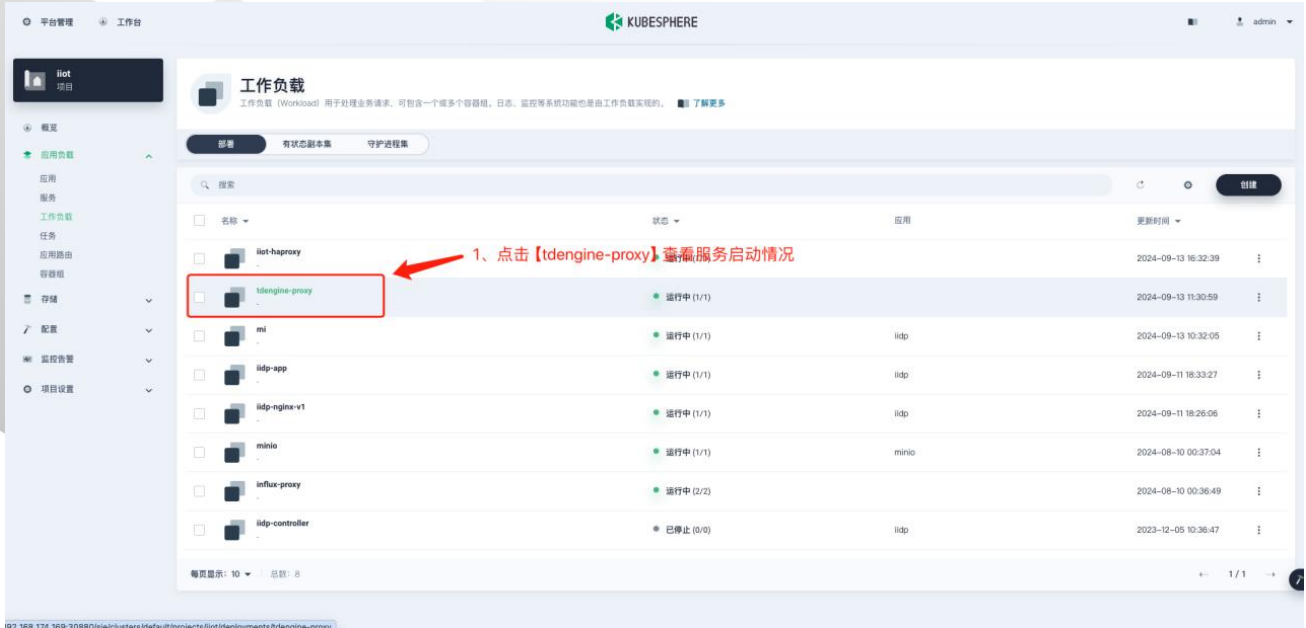 平台管理 工作台 KUBESPHERE admin
iiot
项目
概览
应用负载
应用
服务
工作负载
任务
应用路由
容器组
存储
配置
监控告警
项目设置
工作负载
工作负载（Workload）用于处理业务请求，可包含一个或多个容器组。日志、监控等系统功能也是由工作负载实现的。 了解更多
部署 有状态副本集 守护进程集
搜索 创建
名称 状态 应用 更新时间
1、点击【tdengine-proxy】查看服务启动情况
iiot-haproxy 2024-09-13 16:32:39
-
tdengine-proxy 运行中 (1/1) 2024-09-13 11:30:59
-
mi 运行中 (1/1) iidp 2024-09-13 10:32:05
-
iidp-app 运行中 (1/1) iidp 2024-09-11 18:33:27
-
iidp-nginx-v1 运行中 (1/1) iidp 2024-09-11 18:26:06
-
minio 运行中 (1/1) minio 2024-08-10 00:37:04
-
influx-proxy 运行中 (2/2) 2024-08-10 00:36:49
-
iidp-controller 已停止 (0/0) iidp 2023-12-05 10:36:47
-
每页显示: 10 总数: 8 1/1